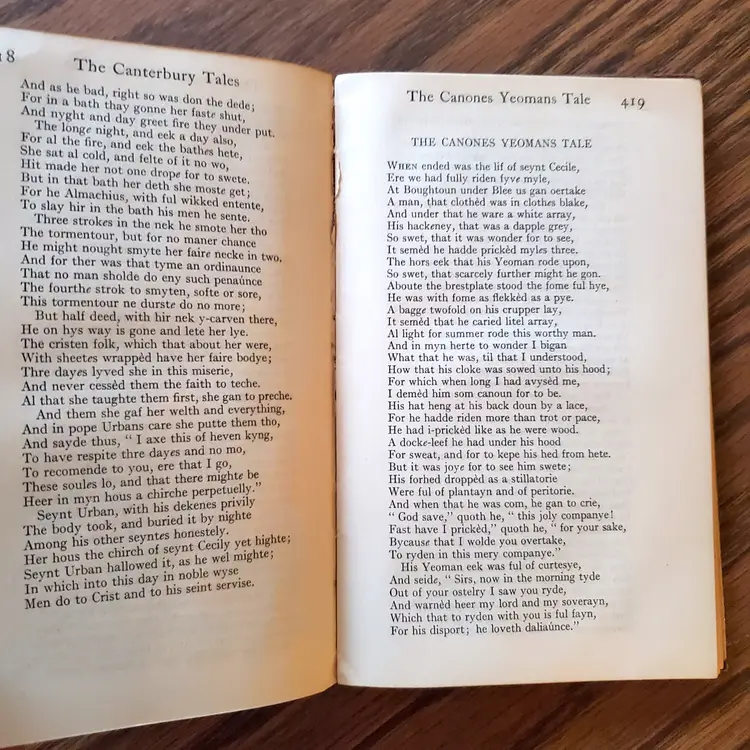 18
The Canterbury Tales
And as he bad, right so was don the dede;
For in a bath thay gonne her faste shut,
And nyght and day greet fire they under put.
The longe night, and eek a day also,
For al the fire, and eek the bathes hete,
She sat al cold, and felte of it no wo,
Hit made her not one drope for to swete.
But in that bath her deth she moste get;
For he Almachius, with ful wikked entente,
To slay hir in the bath his men he sente.
Three strokes in the nek he smote her tho
The tormentour, but for no maner chance
He might nought smyte her faire necke in two.
And for ther was that tyme an ordinaunce
That no man sholde do eny such penaúnce
The fourthe strok to smyten, softe or sore,
This tormentour ne durste do no more;
But half deed, with hir nek y-carven there,
He on hys way is gone and lete her lye.
The cristen folk, which that about her were,
With sheetes wrappèd have her faire bodye;
Thre dayes lyved she in this miserie,
And never cessèd them the faith to teche.
Al that she taughte them first, she gan to preche.
And them she gaf her welth and everything,
And in pope Urbans care she putte them tho,
And sayde thus, " I axe this of heven kyng,
To have respite thre dayes and no mo,
To recomende to you, ere that I go,
These soules lo, and that there mighte be
Heer in myn hous a chirche perpetuelly."
Seynt Urban, with his dekenes privily
The body took, and buried it by nighte
Among his other seyntes honestely.
Her hous the chirch of seynt Cecily yet highte;
Seynt Urban hallowed it, as he wel mighte;
In which into this day in noble wyse
Men do to Crist and to his seint servise.
The Canones Yeomans Tale 419
THE CANONES YEOMANS TALE
WHEN ended was the lif of seynt Cecile,
Ere we had fully riden fyve myle,
At Boughtoun under Blee us gan oertake
A man, that clothèd was in clothes blake,
And under that he ware a white array,
His hackeney, that was a dapple grey,
So swet, that it was wonder for to see,
It semèd he hadde prickèd myles three.
The hors eek that his Yeoman rode upon,
So swet, that scarcely further might he gon.
Aboute the brestplate stood the fome ful hye,
He was with fome as flekkèd as a pye.
A bagge twofold on his crupper lay,
It semèd that he caried litel array,
Al light for summer rode this worthy man.
And in myn herte to wonder I bigan
What that he was, til that I understood,
How that his cloke was sowed unto his hood;
For which when long I had avysèd me,
I demèd him som canoun for to be.
His hat heng at his back doun by a lace,
For he hadde riden more than trot or pace,
He had i-prickèd like as he were wood.
A docke-leef he had under his hood
For sweat, and for to kepe his hed from hete.
But it was joye for to see him swete;
His forhed droppèd as a stillatorie
Were ful of plantayn and of peritorie.
And when that he was com, he gan to crie,
" God save," quoth he, " this joly companye!
Fast have I prickèd," quoth he, " for your sake,
Bycause that I wolde you overtake,
To ryden in this mery companye."
His Yeoman eek was ful of curtesye,
And seide, " Sirs, now in the morning tyde
Out of your ostelry I saw you ryde,
And warnèd heer my lord and my soverayn,
Which that to ryden with you is ful fayn,
For his disport; he loveth daliaúnce."